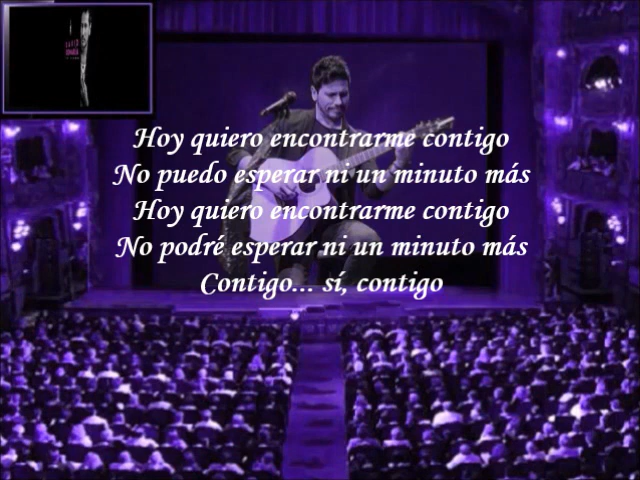 Hoy quiero encontrarme contigo
No puedo esperar ni un minuto más
Hoy quiero encontrarme contigo
No podré esperar ni un minuto más
Contigo... sí, contigo